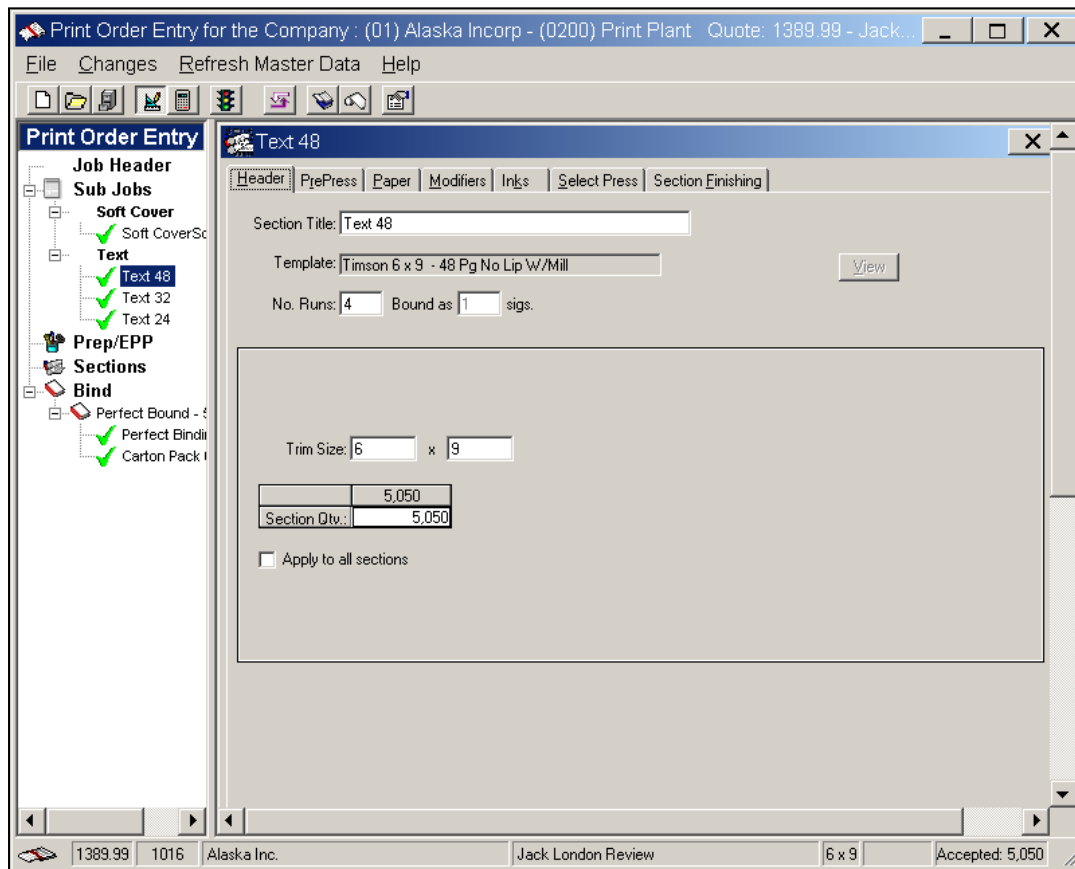 Print Order Entry for the Company : (01) Alaska Incorp - (0200) Print Plant Quote: 1389.99 - Jack...
File Changes Refresh Master Data Help
Print Order Entry
Job Header
Sub Jobs
Soft Cover
Soft CoverSo
Text
Text 48
Text 32
Text 24
Prep/EPP
Sections
Bind
Perfect Bound -
Perfect Bindi
Carton Pack
Text 48
Header PrePress Paper Modifiers Inks Select Press Section Finishing
Section Title: Text 48
Template: Timson 6 x 9 - 48 Pg No Lip W/Mill
View
No. Runs: 4 Bound as 1 sigs.
Trim Size: 6 x 9
5,050
Section Qty.: 5,050
Apply to all sections
1389.99 1016 Alaska Inc. Jack London Review 6 x 9 Accepted: 5,050